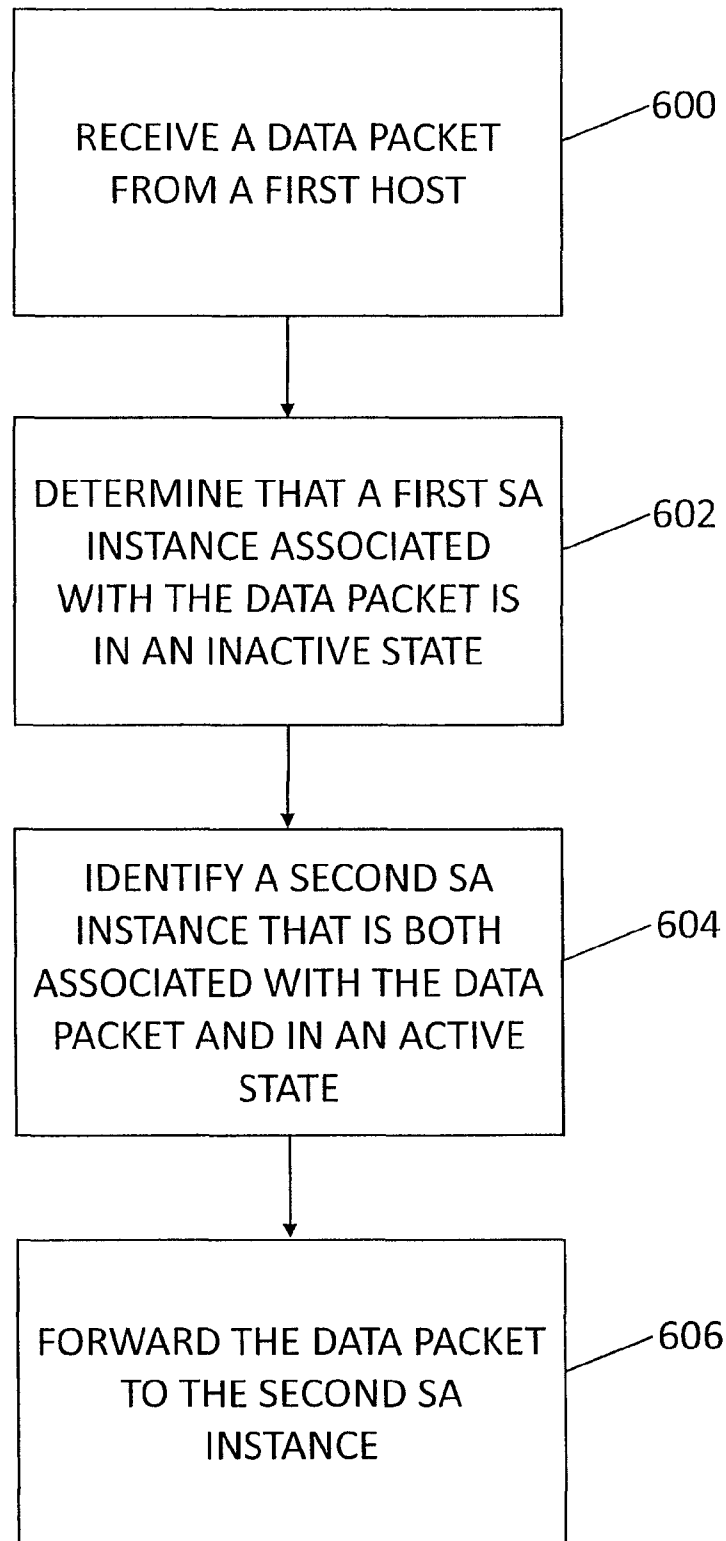 RECEIVE A DATA PACKET
FROM A FIRST HOST
600
DETERMINE THAT A FIRST SA
INSTANCE ASSOCIATED
WITH THE DATA PACKET IS
IN AN INACTIVE STATE
602
IDENTIFY A SECOND SA
INSTANCE THAT IS BOTH
ASSOCIATED WITH THE DATA
PACKET AND IN AN ACTIVE
STATE
604
FORWARD THE DATA PACKET
TO THE SECOND SA
INSTANCE
606